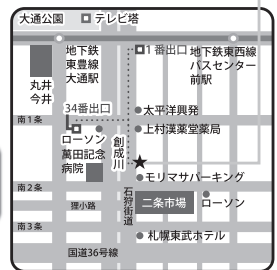 大通公園
テレビ塔
地下鉄
東豊線
大通駅
1番出口
地下鉄東西線
バスセンター
前駅
丸井
今井
34番出口
太平洋興発
南1条
ローソン
上村漢薬堂薬局
萬田記念
病院
創成川
モリマサパーキング
南2条
狸小路
石狩街道
二条市場
ローソン
南3条
札幌東武ホテル
国道36号線